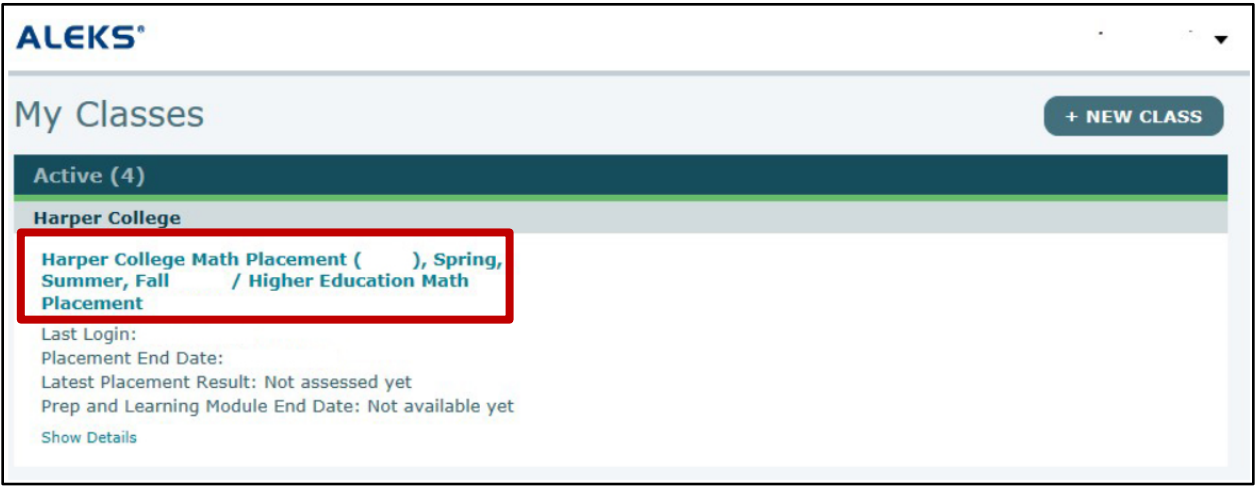 ALEKS®
My Classes
+ NEW CLASS
Active (4)
Harper College
Harper College Math Placement ( ), Spring,
Summer, Fall / Higher Education Math
Placement
Last Login:
Placement End Date:
Latest Placement Result: Not assessed yet
Prep and Learning Module End Date: Not available yet
Show Details